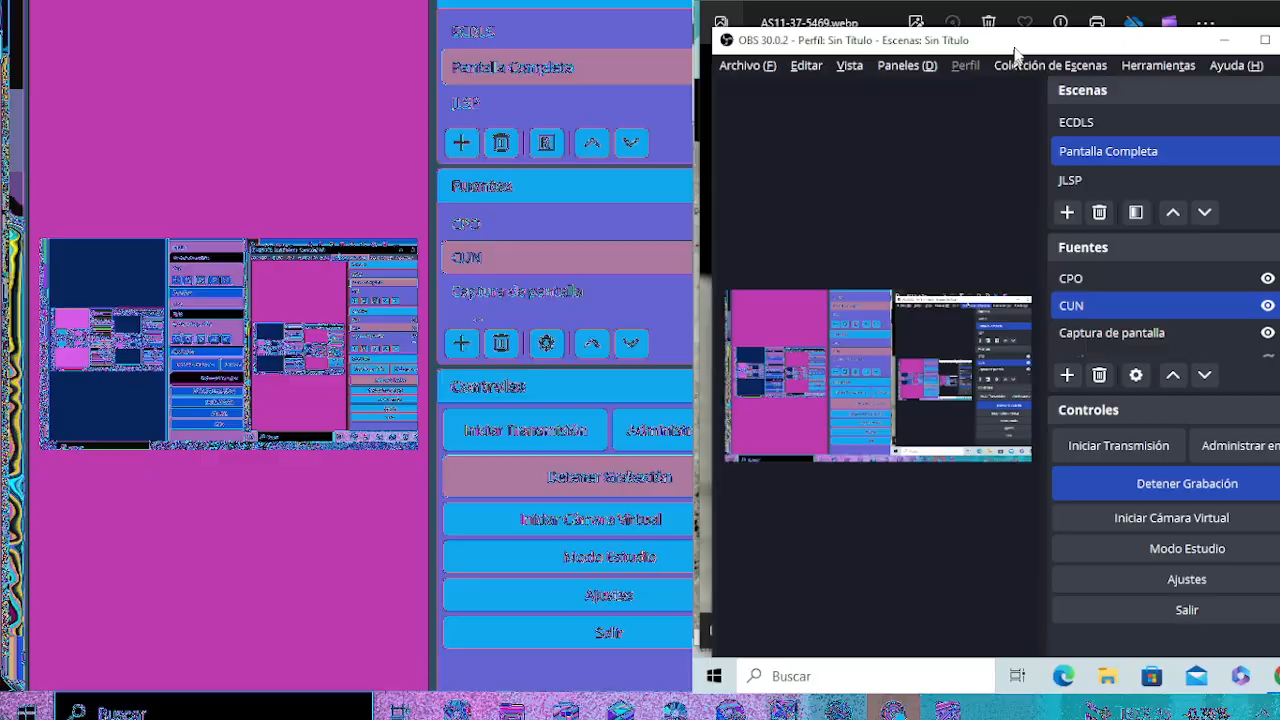 ECDLS
Pantalla Completa
JLSP
Fuentes
CPO
CUN
Captura de pantalla
Controles
Iniciar Transmisión
Administra
Detener Grabación
Iniciar Cámara Virtual
Modo Estudio
Ajustes
Salir
Buscar
AS11-37-5469.webp
OBS 30.0.2 - Perfil: Sin Título - Escenas: Sin Título
Archivo (F) Editar Vista Paneles (D) Perfil Colección de Escenas Herramientas Ayuda (H)
Escenas
ECDLS
Pantalla Completa
JLSP
Fuentes
CPO
CUN
Captura de pantalla
Controles
Iniciar Transmisión
Administrar en
Detener Grabación
Iniciar Cámara Virtual
Modo Estudio
Ajustes
Salir
Buscar